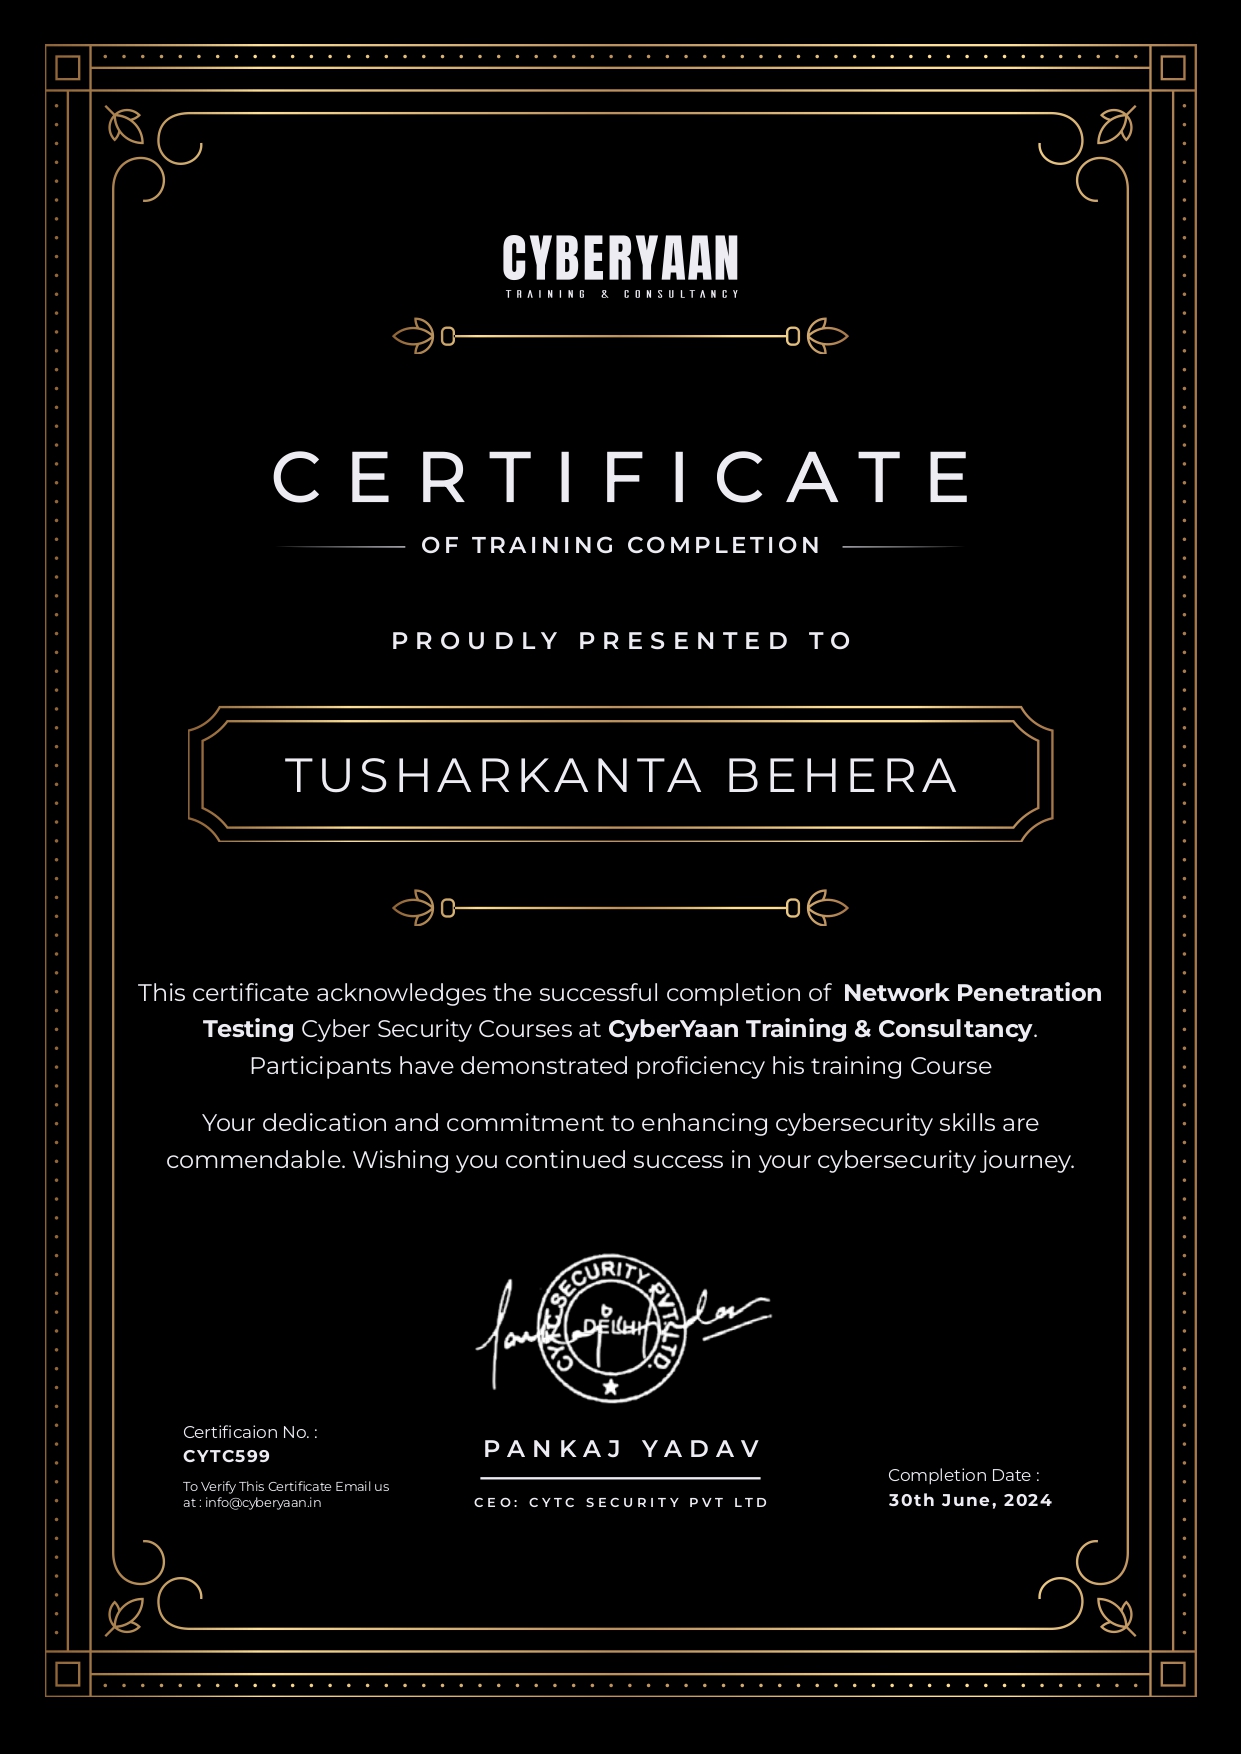 CYBERYAAN
TRAINING & CONSULTANCY
CERTIFICATE
OF TRAINING COMPLETION
PROUDLY PRESENTED TO
TUSHARKANTA BEHERA
This certificate acknowledges the successful completion of Network Penetration
Testing Cyber Security Courses at CyberYaan Training & Consultancy.
Participants have demonstrated proficiency his training Course
Your dedication and commitment to enhancing cybersecurity skills are
commendable. Wishing you continued success in your cybersecurity journey.
CYTC SECURITY PVT. LTD.
DELHI
Certificaion No. :
CYTC599
To Verify This Certificate Email us
at : info@cyberyaan.in
PANKAJ YADAV
CEO: CYTC SECURITY PVT LTD
Completion Date :
30th June, 2024